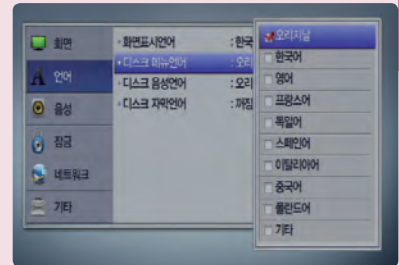 화면
언어
음성
잠금
네트워크
기타
화면표시언어 : 한국
디스크 메뉴언어 : 오리
디스크 음성언어 : 오리
디스크 자막언어 : 꺼짐
오리지날
한국어
영어
프랑스어
독일어
스페인어
이탈리아어
중국어
폴란드어
기타